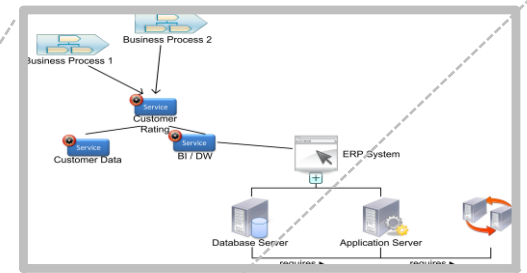 Business Process 2
Business Process 1
Service
Customer
Rating
Service
Customer Data
Service
BI / DW
ERP System
Database Server
Application Server
requires
requires